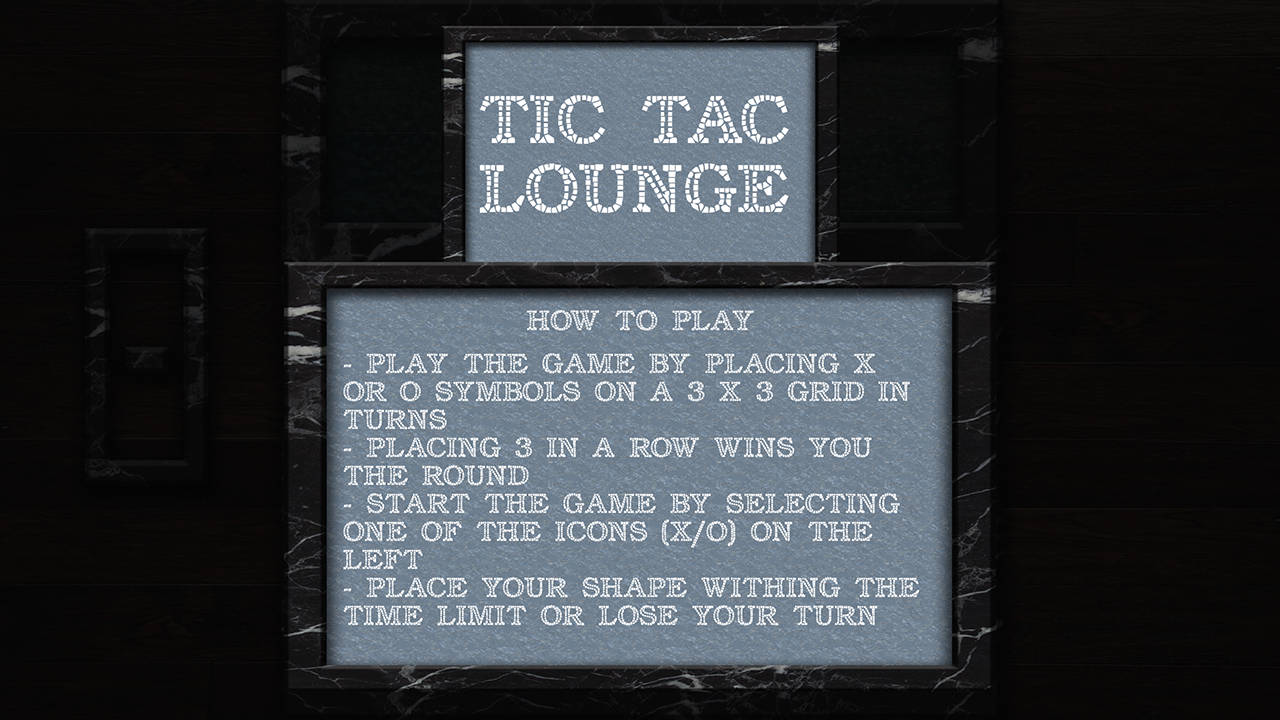 TIC TAC
LOUNGE
HOW TO PLAY
- PLAY THE GAME BY PLACING X
OR O SYMBOLS ON A 3 X 3 GRID IN
TURNS
- PLACING 3 IN A ROW WINS YOU
THE ROUND
- START THE GAME BY SELECTING
ONE OF THE ICONS (X/O) ON THE
LEFT
- PLACE YOUR SHAPE WITHING THE
TIME LIMIT OR LOSE YOUR TURN